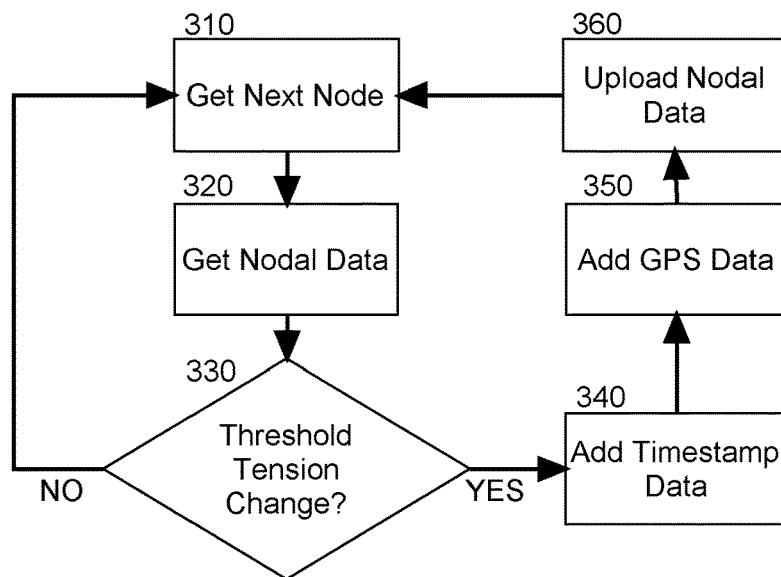 310
Get Next Node
320
Get Nodal Data
330
Threshold
Tension
Change?
NO
YES
340
Add Timestamp
Data
350
Add GPS Data
360
Upload Nodal
Data